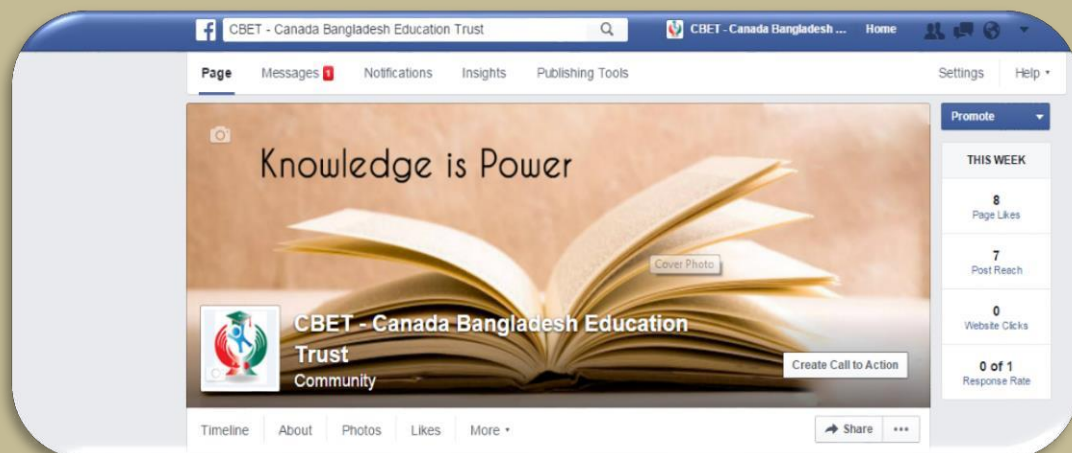 f CBET - Canada Bangladesh Education Trust
CBET - Canada Bangladesh ... Home
Page Messages 1 Notifications Insights Publishing Tools
Settings Help
Knowledge is Power
Cover Photo
CBET - Canada Bangladesh Education
Trust
Community
Create Call to Action
Timeline About Photos Likes More
Share ...
Promote
THIS WEEK
8
Page Likes
7
Post Reach
0
Website Clicks
0 of 1
Response Rate